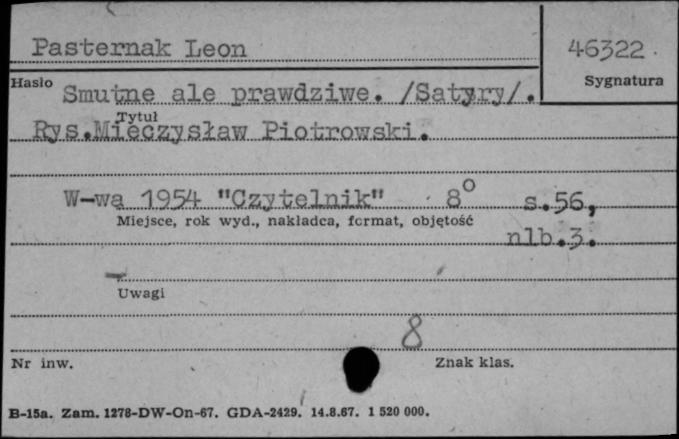 Pasternak Leon
46322
Hasło
Sygnatura
Smutne ale prawdziwe. /Satyry/.
Tytuł
Rys.Mieczysław Piotrowski.
W-wa 1954 "Czytelnik" 8° s.56,
Miejsce, rok wyd., nakładca, format, objętość
nlb.3.
Uwagi
8
Nr inw.
Znak klas.
B-15a. Zam. 1278-DW-On-67. GDA-2429. 14.8.67. 1 520 000.